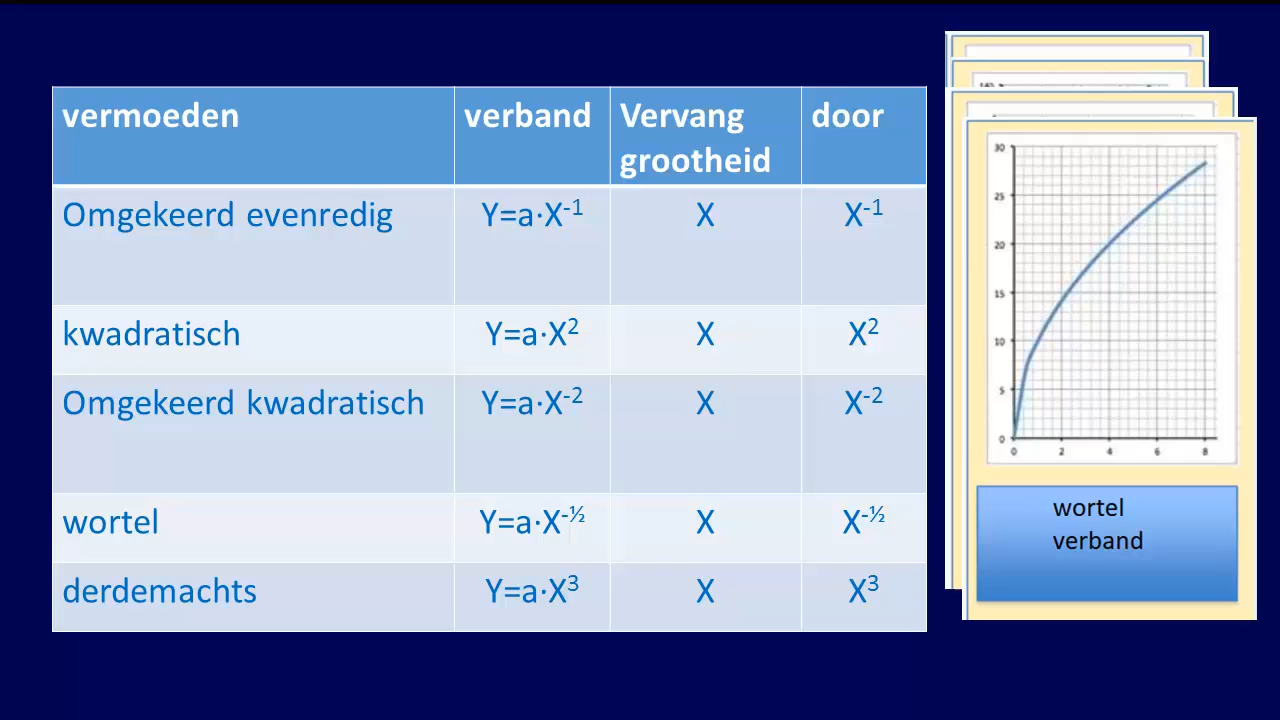 vermoeden verband Vervang grootheid door
Omgekeerd evenredig Y=a·X⁻¹ X X⁻¹
kwadratisch Y=a·X² X X²
Omgekeerd kwadratisch Y=a·X⁻² X X⁻²
wortel Y=a·X⁻½ X X⁻½
derdemachts Y=a·X³ X X³
30
25
20
15
10
5
0
0 2 4 6 8
wortel
verband